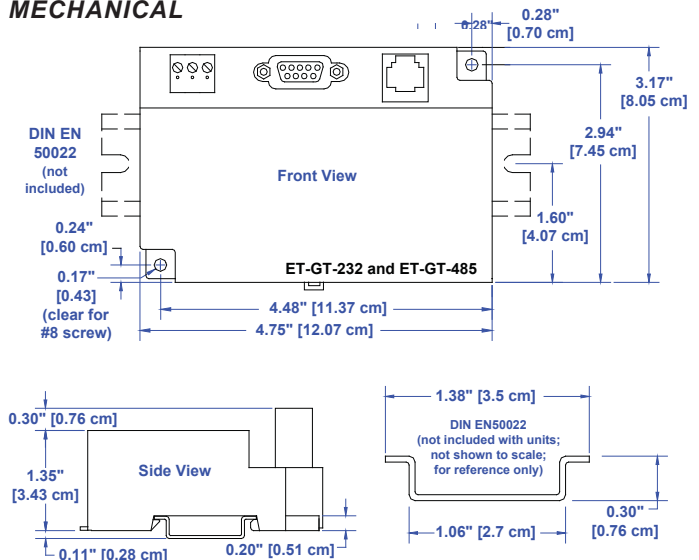 MECHANICAL
0.28"
0.28"
[0.70 cm]
3.17"
[8.05 cm]
2.94"
[7.45 cm]
DIN EN
50022
(not
included)
Front View
1.60"
[4.07 cm]
0.24"
[0.60 cm]
0.17"
[0.43]
(clear for
#8 screw)
ET-GT-232 and ET-GT-485
4.48" [11.37 cm]
4.75" [12.07 cm]
0.30" [0.76 cm]
1.35"
[3.43 cm]
Side View
0.11" [0.28 cm]
0.20" [0.51 cm]
1.38" [3.5 cm]
DIN EN50022
(not included with units;
not shown to scale;
for reference only)
0.30"
[0.76 cm]
1.06" [2.7 cm]